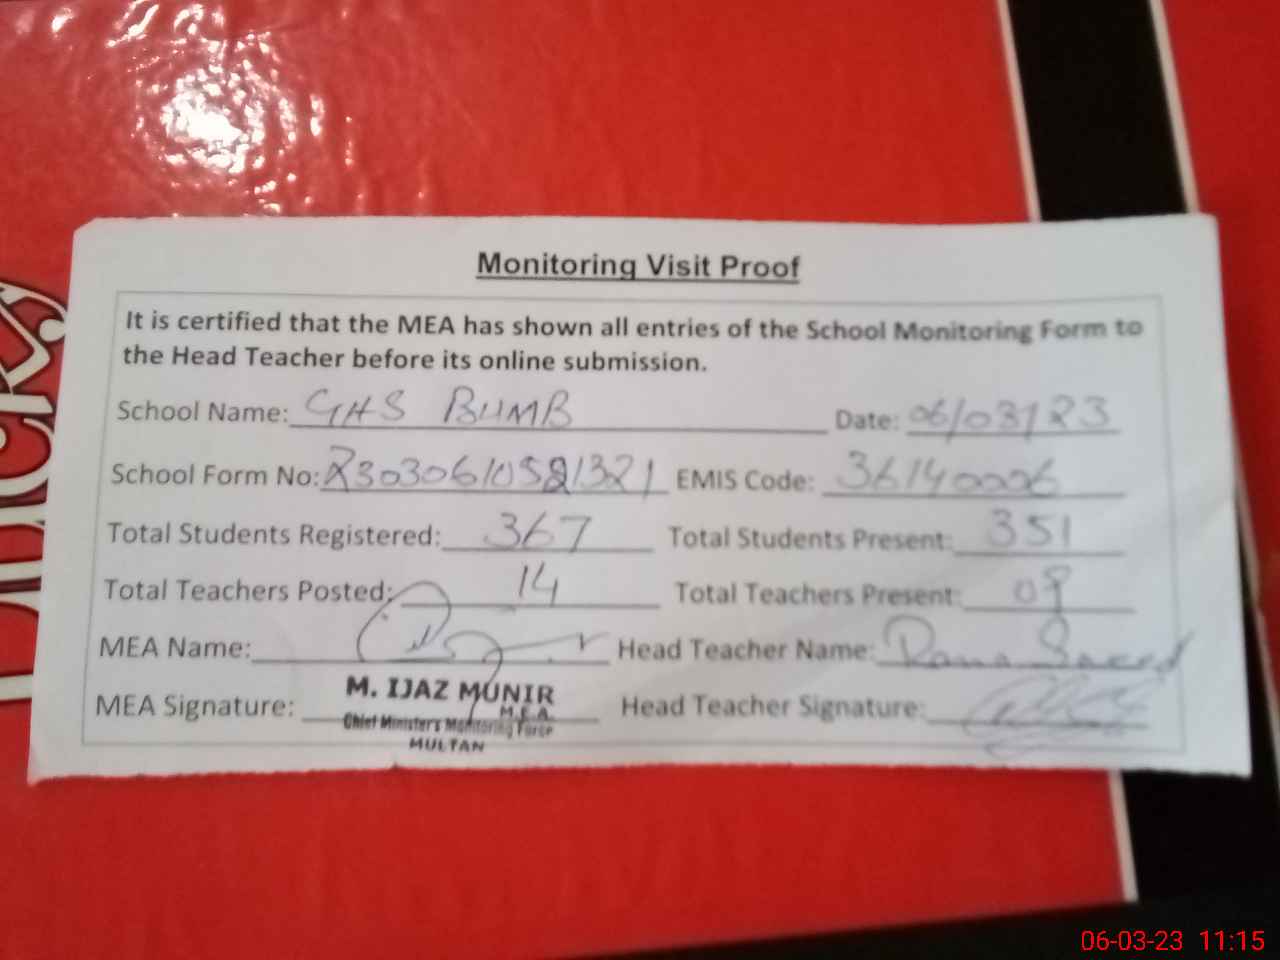 Monitoring Visit Proof
It is certified that the MEA has shown all entries of the School Monitoring Form to
the Head Teacher before its online submission.
School Name: GHS BUMB Date: 06/03/23
School Form No: EMIS Code: 36140006
Total Students Registered: 367 Total Students Present: 351
Total Teachers Posted: 14 Total Teachers Present: 09
MEA Name: Head Teacher Name: Rana Saeed
MEA Signature: Head Teacher Signature:
M. IJAZ MUNIR
M.E.A.
Chief Minister's Monitoring Force
MULTAN
06-03-23 11:15